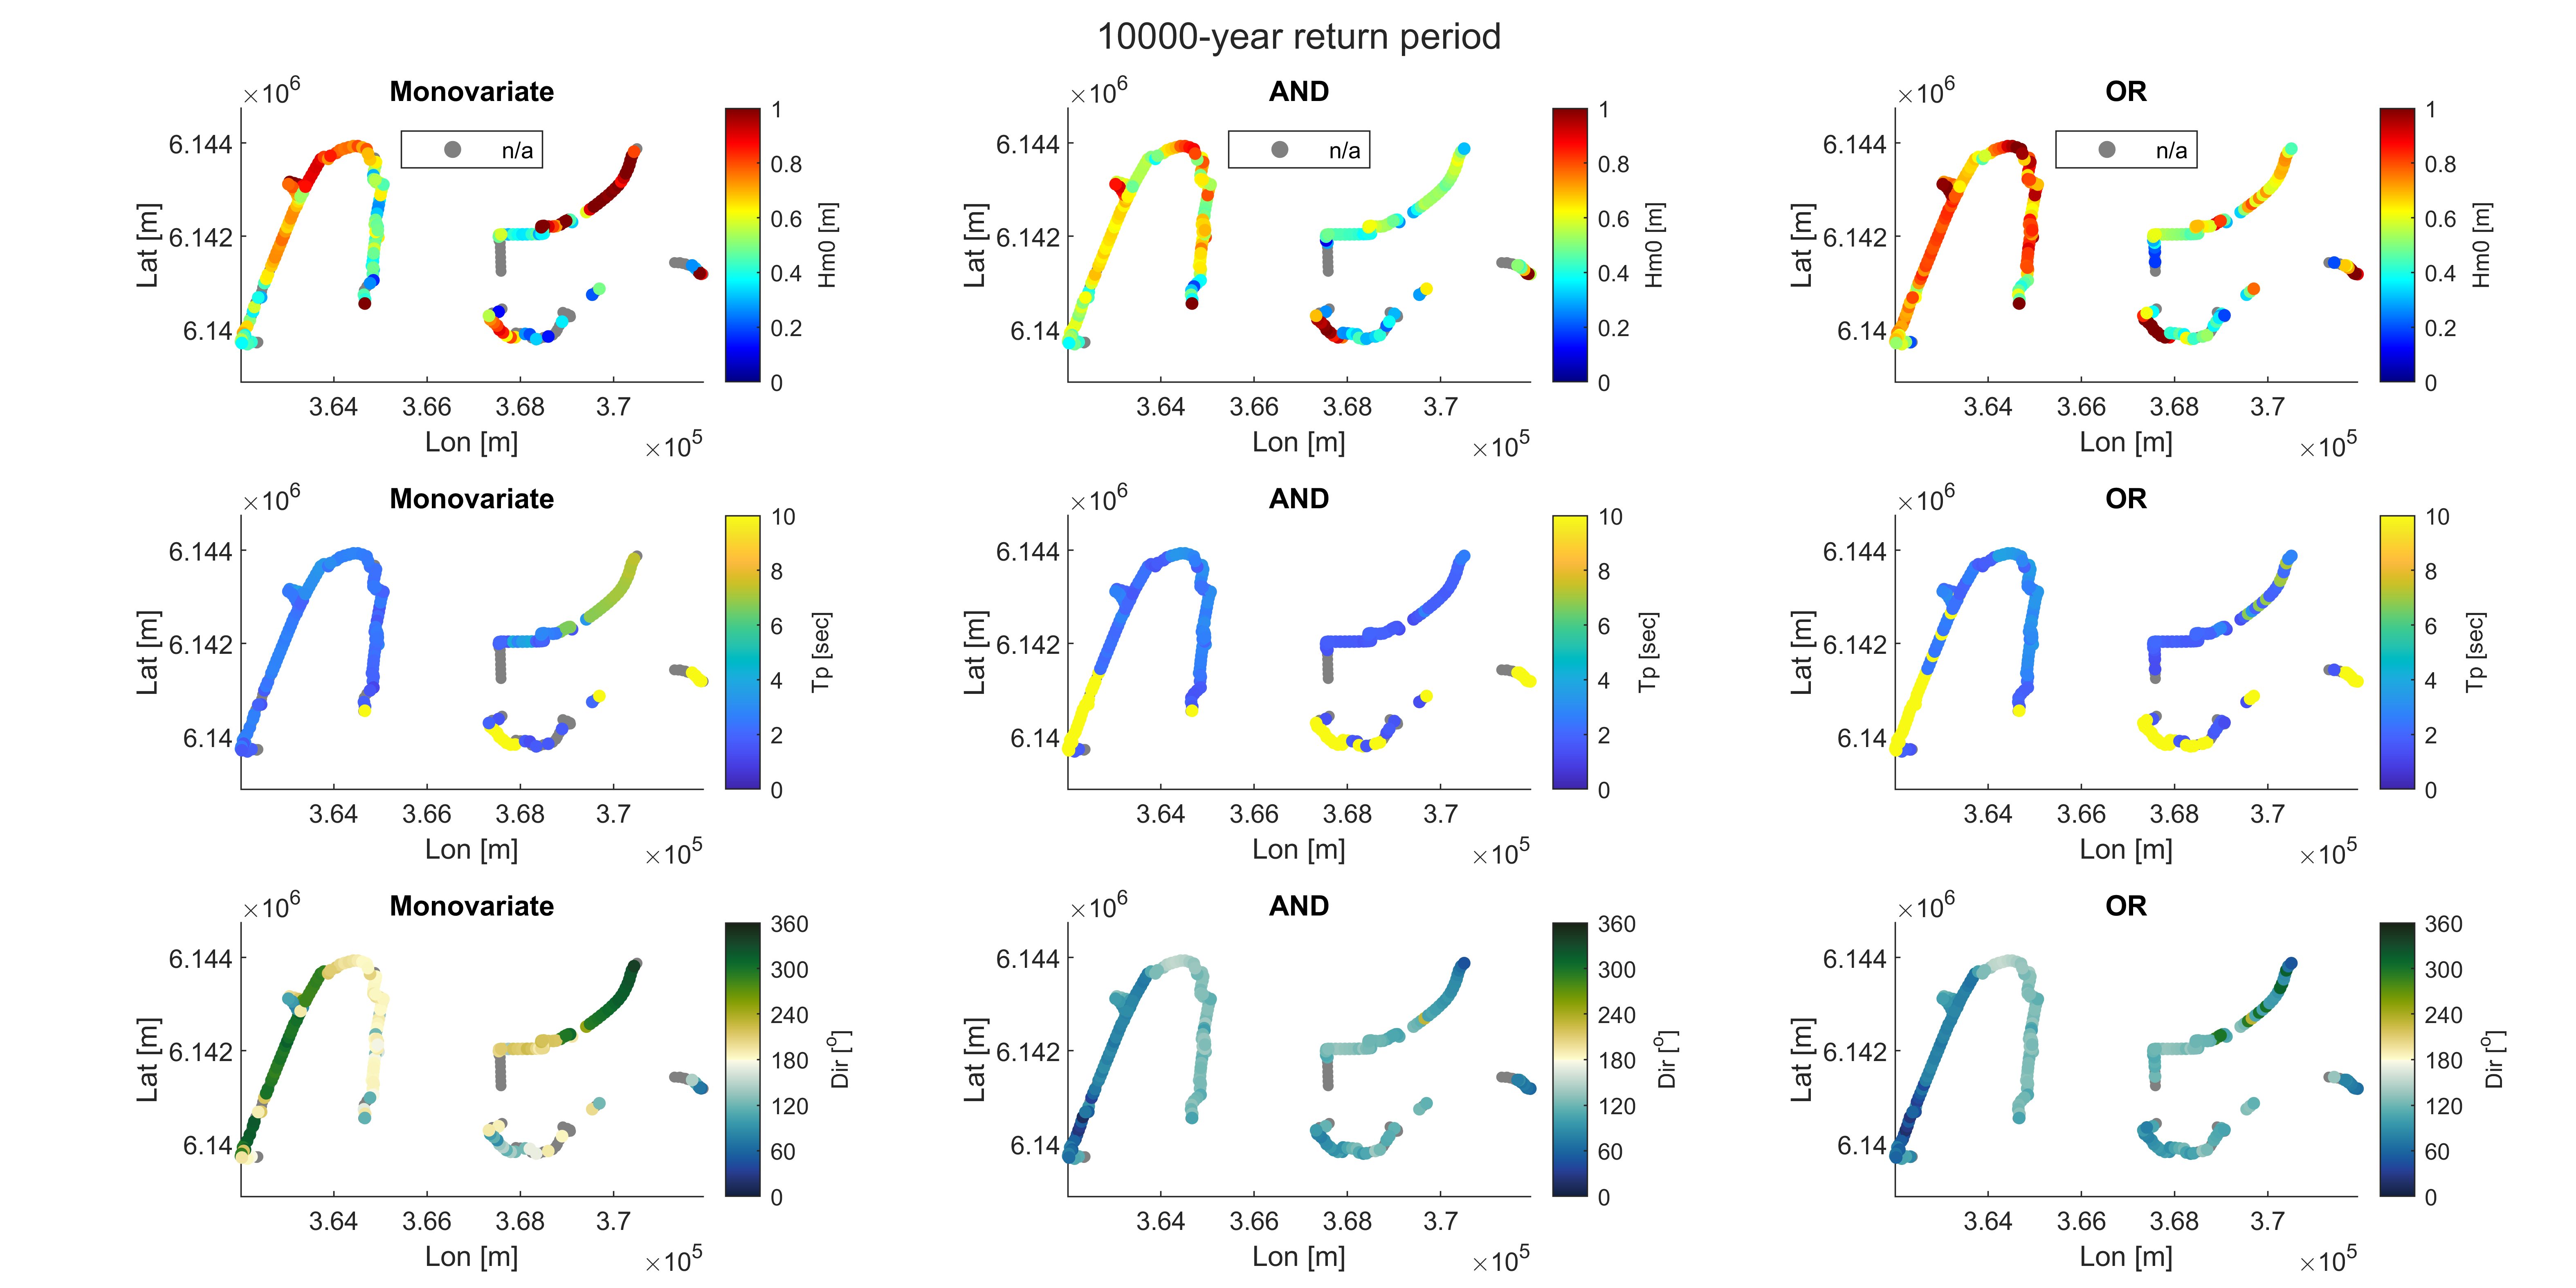 10000-year return period
×10^6 Monovariate ×10^6 AND ×10^6 OR
n/a n/a n/a
6.144 1 6.144 1 6.144 1
0.8 0.8 0.8
6.142 0.6 6.142 0.6 6.142 0.6
Lat [m] Hm0 [m] Lat [m] Hm0 [m] Lat [m] Hm0 [m]
0.4 0.4 0.4
6.14 0.2 6.14 0.2 6.14 0.2
0 0 0
3.64 3.66 3.68 3.7 3.64 3.66 3.68 3.7 3.64 3.66 3.68 3.7
Lon [m] ×10^5 Lon [m] ×10^5 Lon [m] ×10^5
×10^6 Monovariate ×10^6 AND ×10^6 OR
6.144 10 6.144 10 6.144 10
8 8 8
6.142 6 6.142 6 6.142 6
Lat [m] Tp [sec] Lat [m] Tp [sec] Lat [m] Tp [sec]
4 4 4
6.14 2 6.14 2 6.14 2
0 0 0
3.64 3.66 3.68 3.7 3.64 3.66 3.68 3.7 3.64 3.66 3.68 3.7
Lon [m] ×10^5 Lon [m] ×10^5 Lon [m] ×10^5
×10^6 Monovariate ×10^6 AND ×10^6 OR
6.144 360 6.144 360 6.144 360
300 300 300
240 240 240
6.142 180 6.142 180 6.142 180
Lat [m] Dir [°] Lat [m] Dir [°] Lat [m] Dir [°]
120 120 120
6.14 60 6.14 60 6.14 60
0 0 0
3.64 3.66 3.68 3.7 3.64 3.66 3.68 3.7 3.64 3.66 3.68 3.7
Lon [m] ×10^5 Lon [m] ×10^5 Lon [m] ×10^5